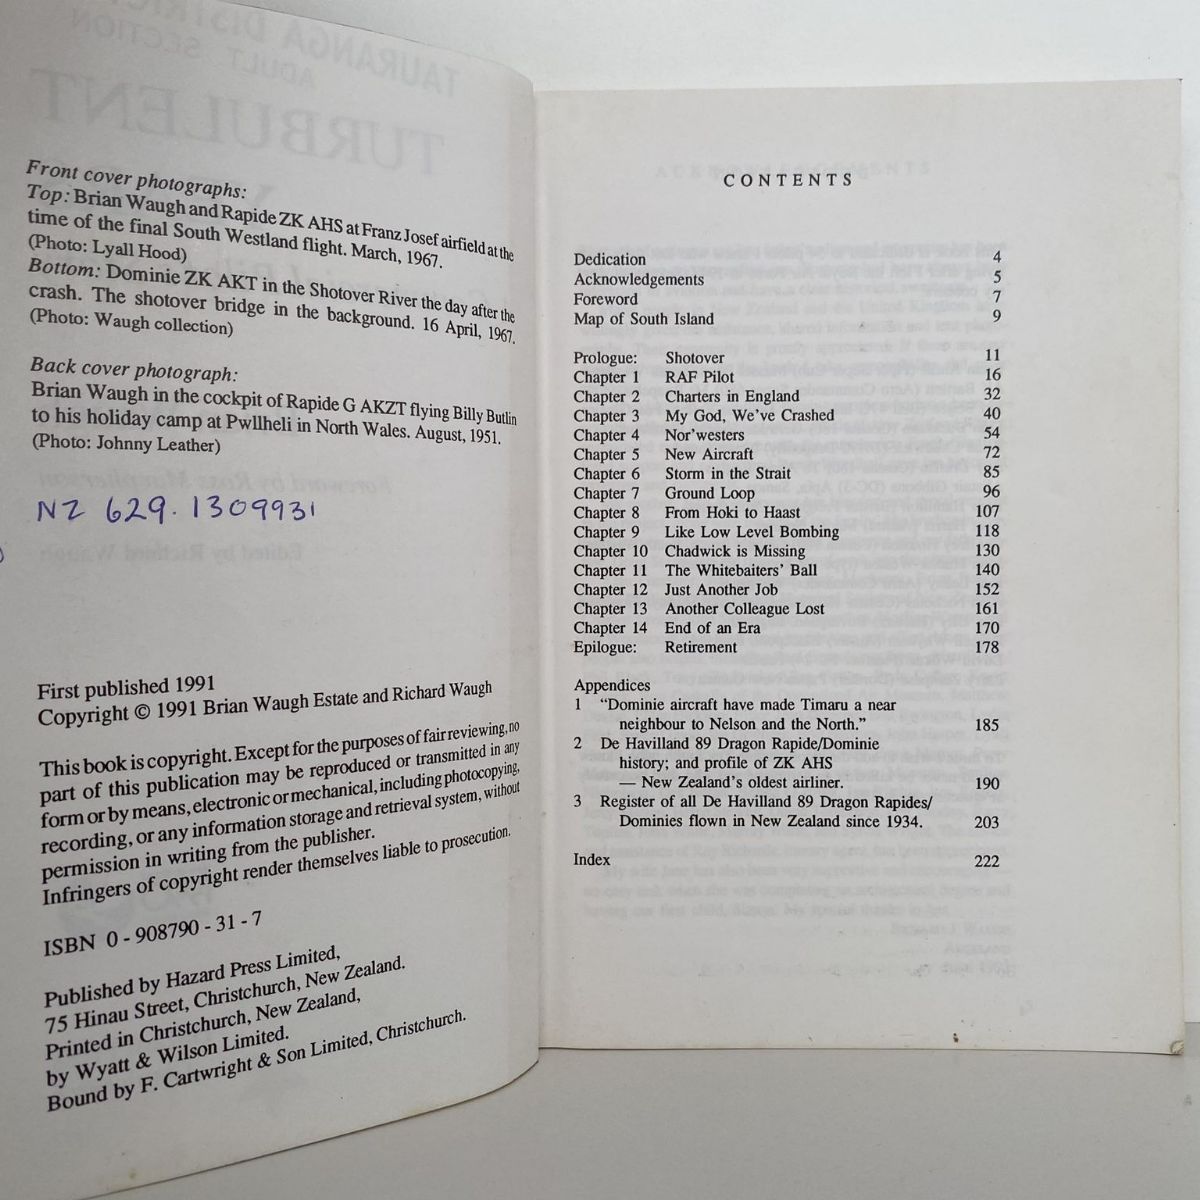 Front cover photographs:
Top: Brian Waugh and Rapide ZK AHS at Franz Josef airfield at the
time of the final South Westland flight. March, 1967.
(Photo: Lyall Hood)
Bottom: Dominie ZK AKT in the Shotover River the day after the
crash. The shotover bridge in the background. 16 April, 1967.
(Photo: Waugh collection)
Back cover photograph:
Brian Waugh in the cockpit of Rapide G AKZT flying Billy Butlin
to his holiday camp at Pwllheli in North Wales. August, 1951.
(Photo: Johnny Leather)
NZ 629.1309931
First published 1991
Copyright © 1991 Brian Waugh Estate and Richard Waugh
This book is copyright. Except for the purposes of fair reviewing, no
part of this publication may be reproduced or transmitted in any
form or by means, electronic or mechanical, including photocopying,
recording, or any information storage and retrieval system, without
permission in writing from the publisher.
Infringers of copyright render themselves liable to prosecution.
ISBN 0 - 908790 - 31 - 7
Published by Hazard Press Limited,
75 Hinau Street, Christchurch, New Zealand.
Printed in Christchurch, New Zealand,
by Wyatt & Wilson Limited.
Bound by F. Cartwright & Son Limited, Christchurch.
CONTENTS
Dedication 4
Acknowledgements 5
Foreword 7
Map of South Island 9
Prologue: Shotover 11
Chapter 1 RAF Pilot 16
Chapter 2 Charters in England 32
Chapter 3 My God, We've Crashed 40
Chapter 4 Nor'westers 54
Chapter 5 New Aircraft 72
Chapter 6 Storm in the Strait 85
Chapter 7 Ground Loop 96
Chapter 8 From Hoki to Haast 107
Chapter 9 Like Low Level Bombing 118
Chapter 10 Chadwick is Missing 130
Chapter 11 The Whitebaiters' Ball 140
Chapter 12 Just Another Job 152
Chapter 13 Another Colleague Lost 161
Chapter 14 End of an Era 170
Epilogue: Retirement 178
Appendices
1 "Dominie aircraft have made Timaru a near
neighbour to Nelson and the North." 185
2 De Havilland 89 Dragon Rapide/Dominie
history; and profile of ZK AHS
— New Zealand's oldest airliner. 190
3 Register of all De Havilland 89 Dragon Rapides/
Dominies flown in New Zealand since 1934. 203
Index 222